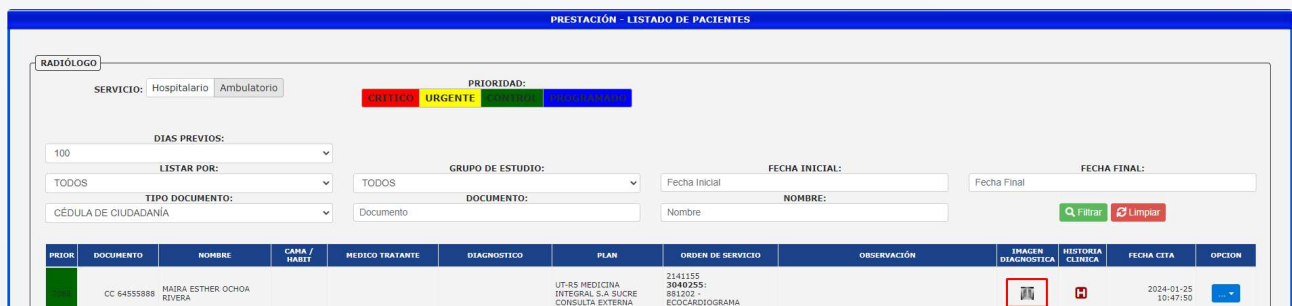 PRESTACIÓN - LISTADO DE PACIENTES
RADIÓLOGO
SERVICIO: Hospitalario Ambulatorio
PRIORIDAD:
CRITICO URGENTE CONTROL PROGRAMADO
DIAS PREVIOS:
100
LISTAR POR: GRUPO DE ESTUDIO: FECHA INICIAL: FECHA FINAL:
TODOS TODOS Fecha Inicial Fecha Final
TIPO DOCUMENTO: DOCUMENTO: NOMBRE:
CÉDULA DE CIUDADANÍA Documento Nombre Filtrar Limpiar
PRIOR DOCUMENTO NOMBRE CAMA / HABIT MEDICO TRATANTE DIAGNOSTICO PLAN ORDEN DE SERVICIO OBSERVACIÓN IMAGEN DIAGNOSTICA HISTORIA CLINICA FECHA CITA OPCION
CC 64555888
MAIRA ESTHER OCHOA
RIVERA
UT-R5 MEDICINA
INTEGRAL S.A SUCRE
CONSULTA EXTERNA
2141155
3040255:
881202 -
ECOCARDIOGRAMA
H
2024-01-25
10:47:50
...